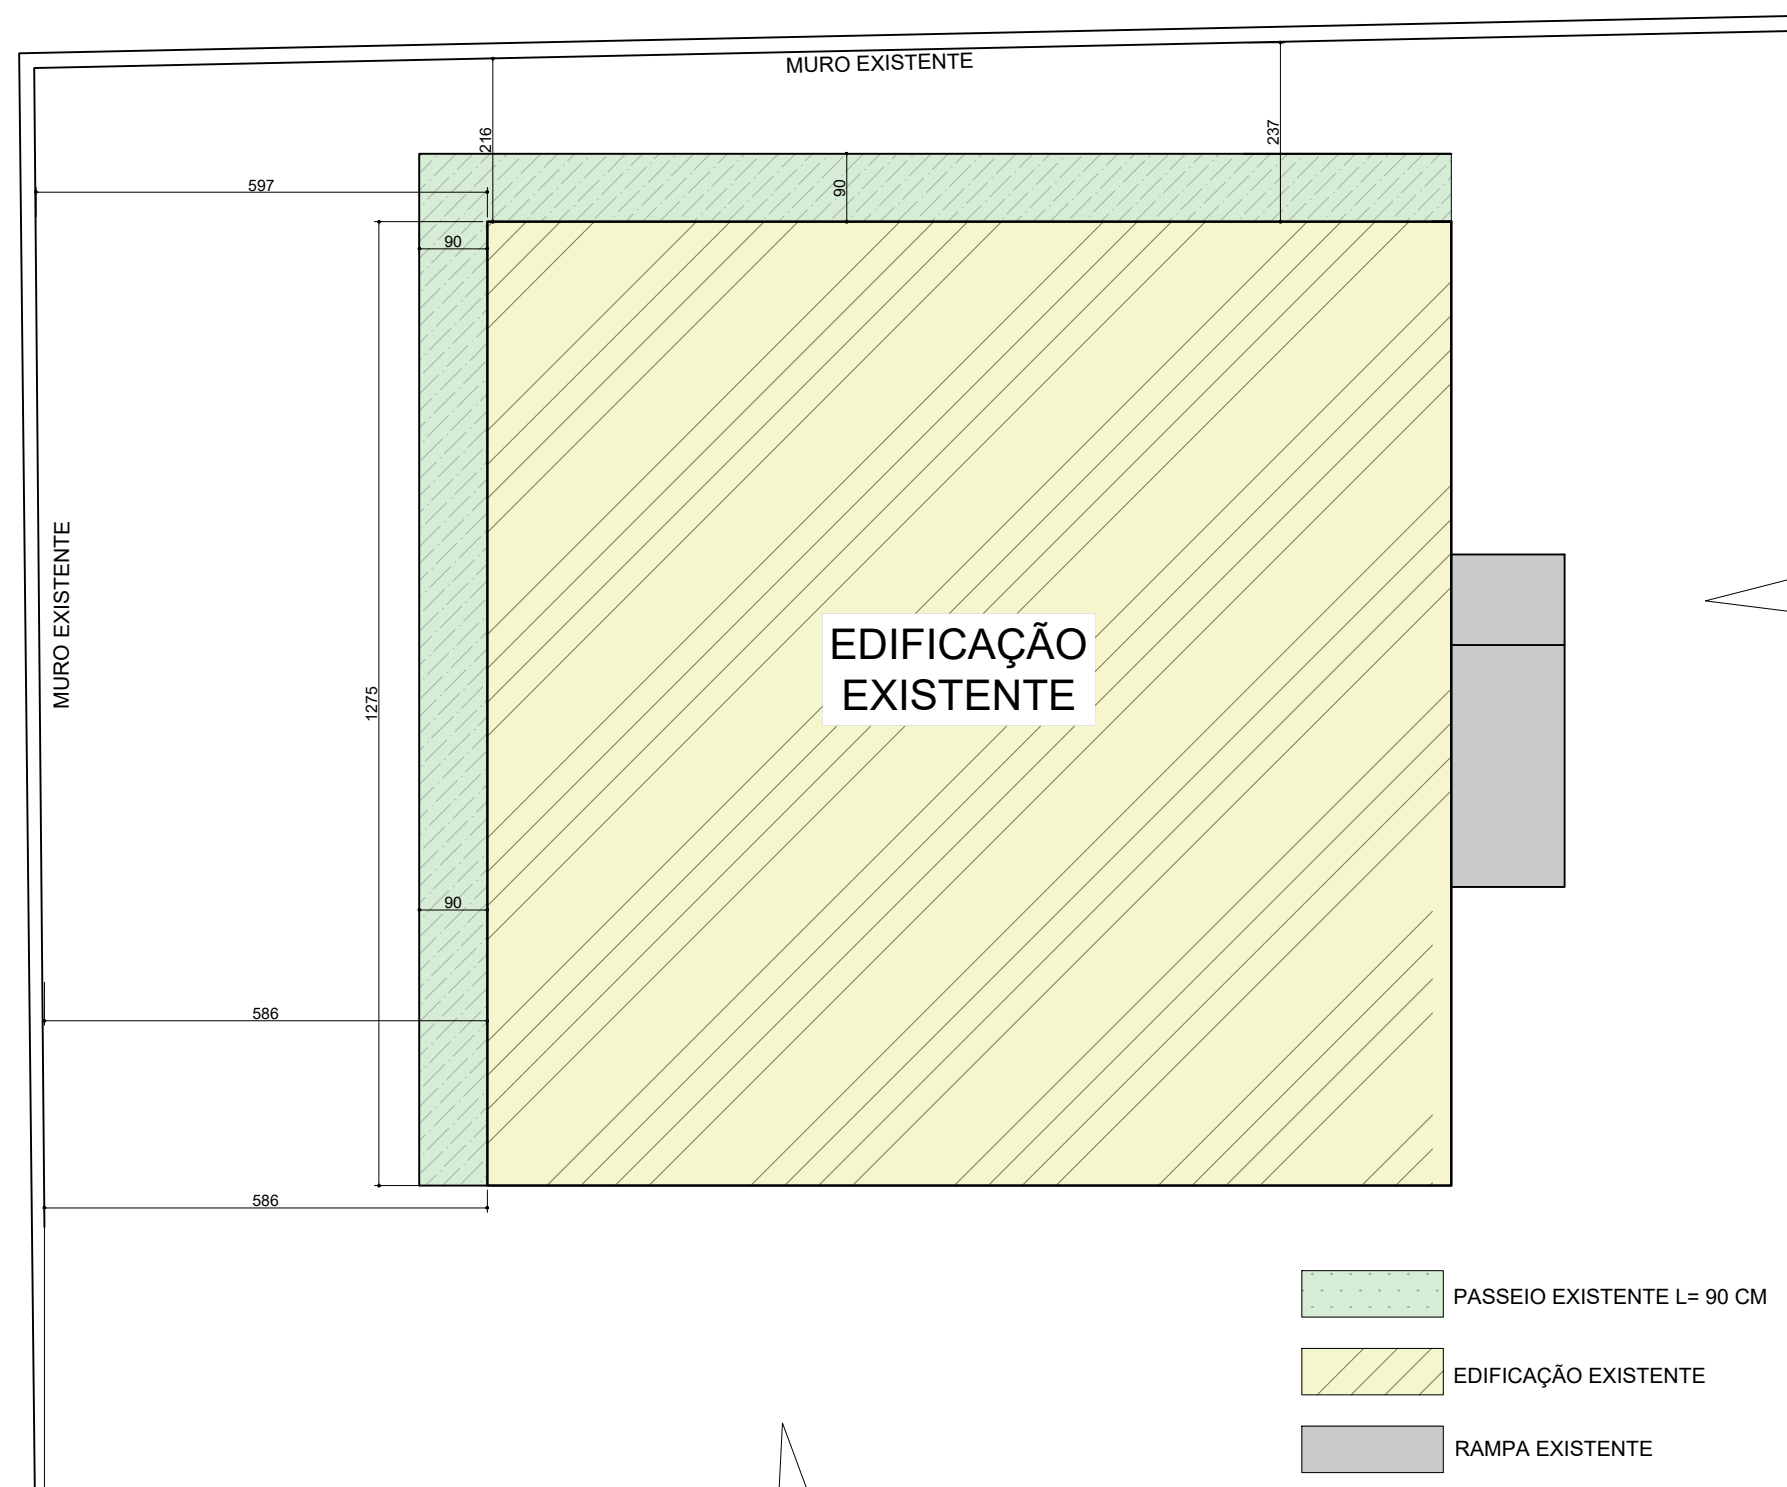 MURO EXISTENTE
216
237
597
90
90
MURO EXISTENTE
EDIFICAÇÃO
EXISTENTE
1275
90
586
586
PASSEIO EXISTENTE L= 90 CM
EDIFICAÇÃO EXISTENTE
RAMPA EXISTENTE